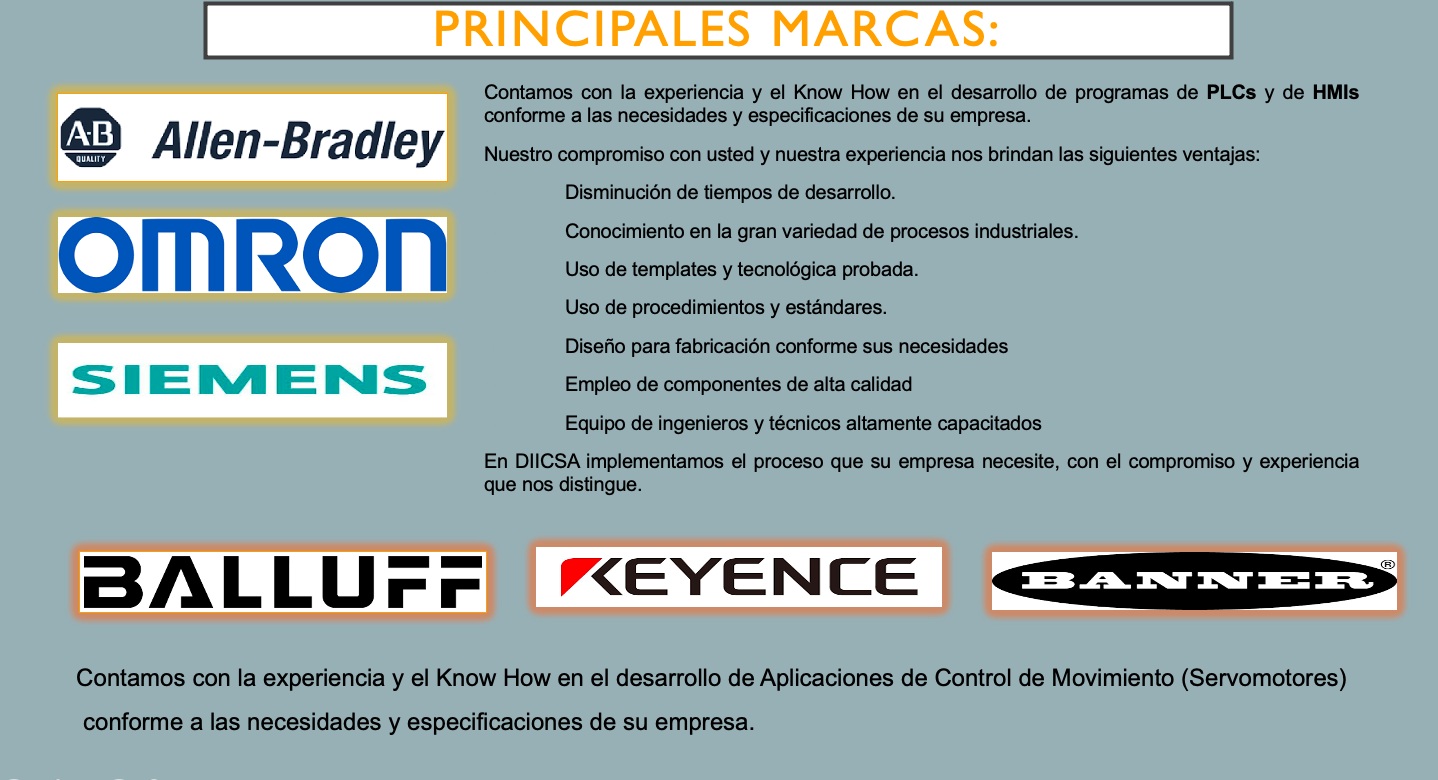 PRINCIPALES MARCAS:
A-B
QUALITY
Allen-Bradley
OMRON
SIEMENS
Contamos con la experiencia y el Know How en el desarrollo de programas de PLCs y de HMIs
conforme a las necesidades y especificaciones de su empresa.
Nuestro compromiso con usted y nuestra experiencia nos brindan las siguientes ventajas:
Disminución de tiempos de desarrollo.
Conocimiento en la gran variedad de procesos industriales.
Uso de templates y tecnológica probada.
Uso de procedimientos y estándares.
Diseño para fabricación conforme sus necesidades
Empleo de componentes de alta calidad
Equipo de ingenieros y técnicos altamente capacitados
En DIICSA implementamos el proceso que su empresa necesite, con el compromiso y experiencia
que nos distingue.
BALLUFF
KEYENCE
BANNER®
Contamos con la experiencia y el Know How en el desarrollo de Aplicaciones de Control de Movimiento (Servomotores)
conforme a las necesidades y especificaciones de su empresa.